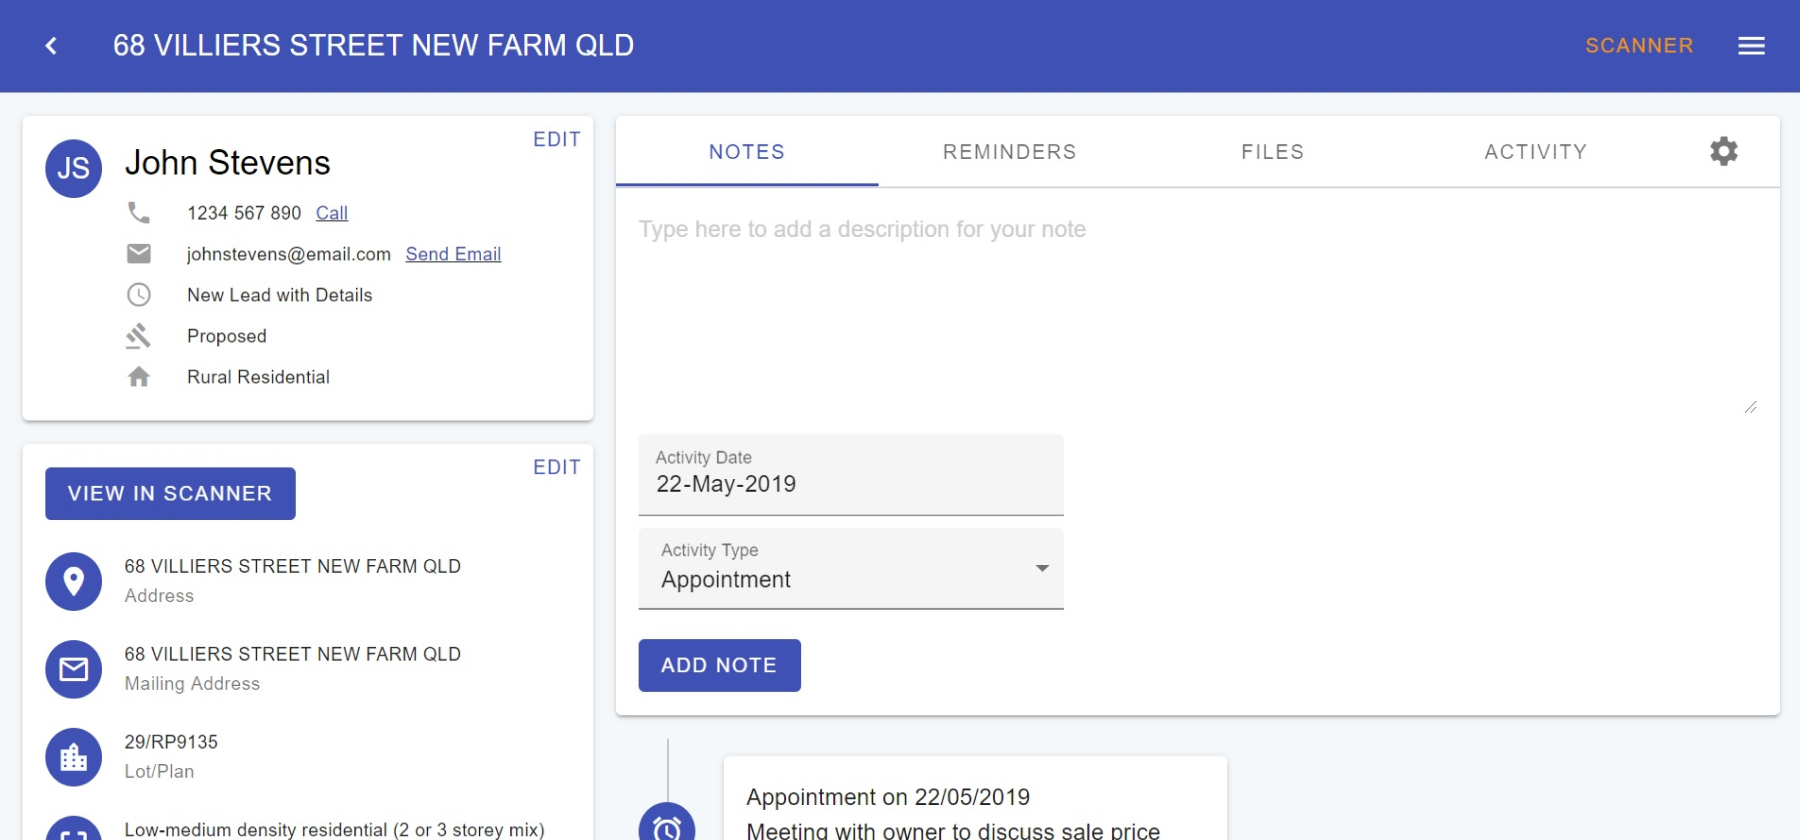 68 VILLIERS STREET NEW FARM QLD
SCANNER
EDIT
JS
John Stevens
1234 567 890 Call
johnstevens@email.com Send Email
New Lead with Details
Proposed
Rural Residential
EDIT
VIEW IN SCANNER
68 VILLIERS STREET NEW FARM QLD
Address
68 VILLIERS STREET NEW FARM QLD
Mailing Address
29/RP9135
Lot/Plan
Low-medium density residential (2 or 3 storey mix)
NOTES
REMINDERS
FILES
ACTIVITY
Type here to add a description for your note
Activity Date
22-May-2019
Activity Type
Appointment
ADD NOTE
Appointment on 22/05/2019
Meeting with owner to discuss sale price